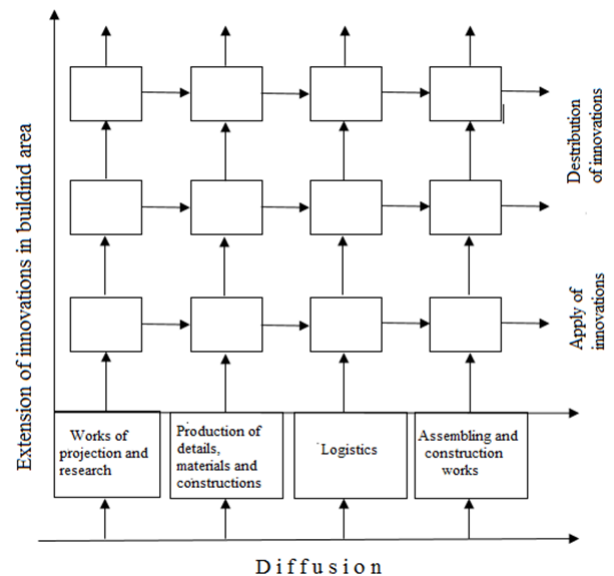 Extension of innovations in buildind area
Destribution
of innovations
Apply of
innovations
Works of
projection and
research
Production of
details,
materials and
constructions
Logistics
Assembling and
construction
works
Diffusion